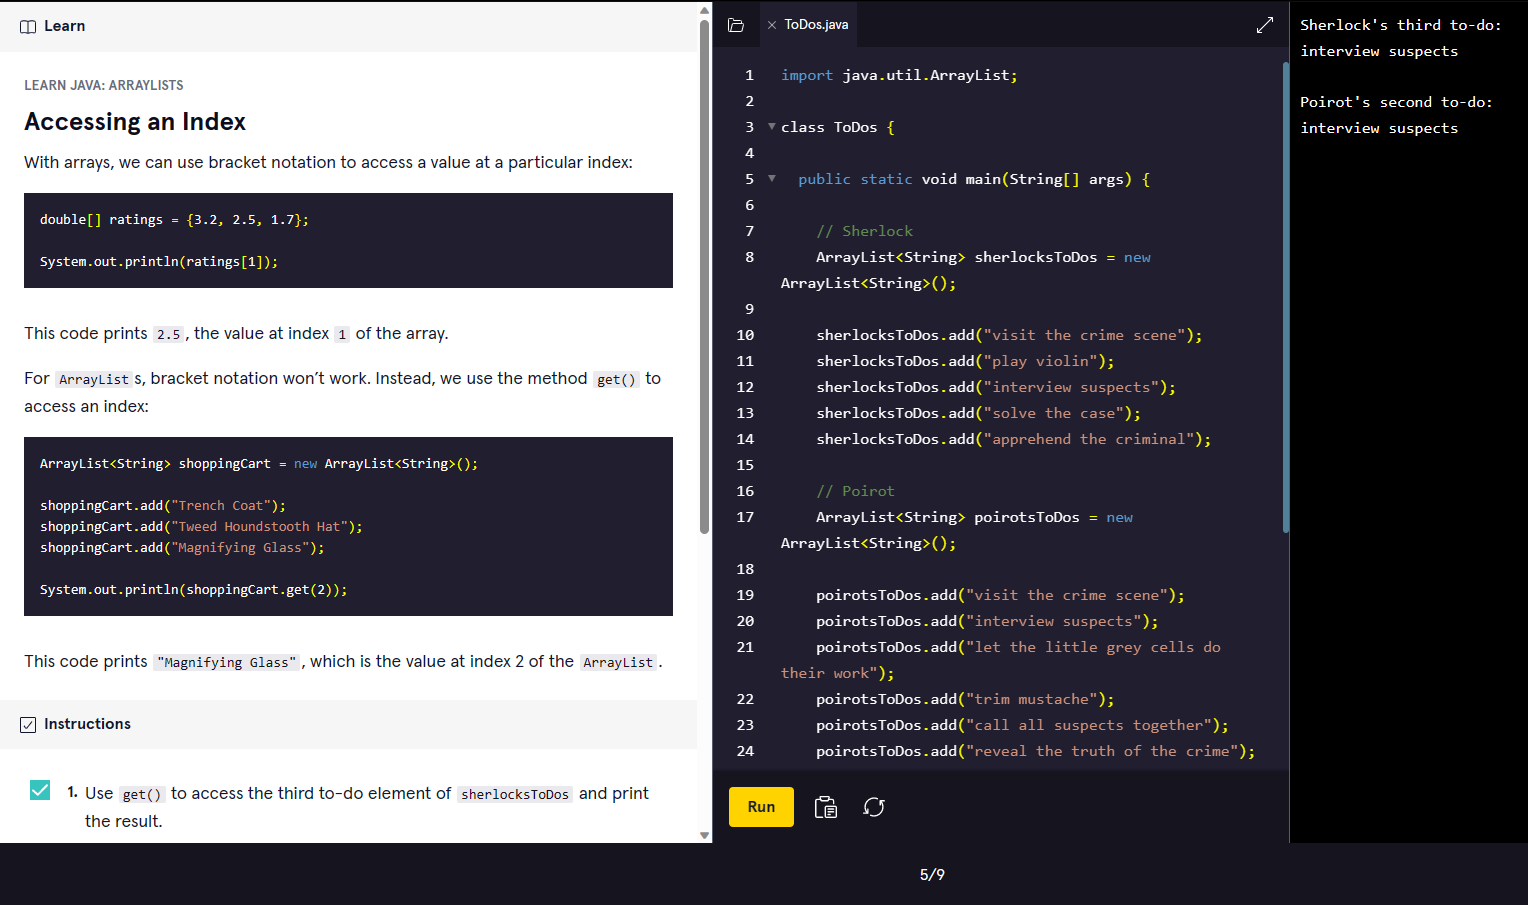 Learn
LEARN JAVA: ARRAYLISTS
Accessing an Index
With arrays, we can use bracket notation to access a value at a particular index:
double[] ratings = {3.2, 2.5, 1.7};
System.out.println(ratings[1]);
This code prints 2.5, the value at index 1 of the array.
For ArrayLists, bracket notation won’t work. Instead, we use the method get() to
access an index:
ArrayList<String> shoppingCart = new ArrayList<String>();
shoppingCart.add("Trench Coat");
shoppingCart.add("Tweed Houndstooth Hat");
shoppingCart.add("Magnifying Glass");
System.out.println(shoppingCart.get(2));
This code prints "Magnifying Glass", which is the value at index 2 of the ArrayList.
Instructions
1. Use get() to access the third to-do element of sherlocksToDos and print
the result.
ToDos.java
1 import java.util.ArrayList;
2
3 class ToDos {
4
5 public static void main(String[] args) {
6
7 // Sherlock
8 ArrayList<String> sherlocksToDos = new
ArrayList<String>();
9
10 sherlocksToDos.add("visit the crime scene");
11 sherlocksToDos.add("play violin");
12 sherlocksToDos.add("interview suspects");
13 sherlocksToDos.add("solve the case");
14 sherlocksToDos.add("apprehend the criminal");
15
16 // Poirot
17 ArrayList<String> poirotsToDos = new
ArrayList<String>();
18
19 poirotsToDos.add("visit the crime scene");
20 poirotsToDos.add("interview suspects");
21 poirotsToDos.add("let the little grey cells do
their work");
22 poirotsToDos.add("trim mustache");
23 poirotsToDos.add("call all suspects together");
24 poirotsToDos.add("reveal the truth of the crime");
Run
Sherlock's third to-do:
interview suspects
Poirot's second to-do:
interview suspects
5/9